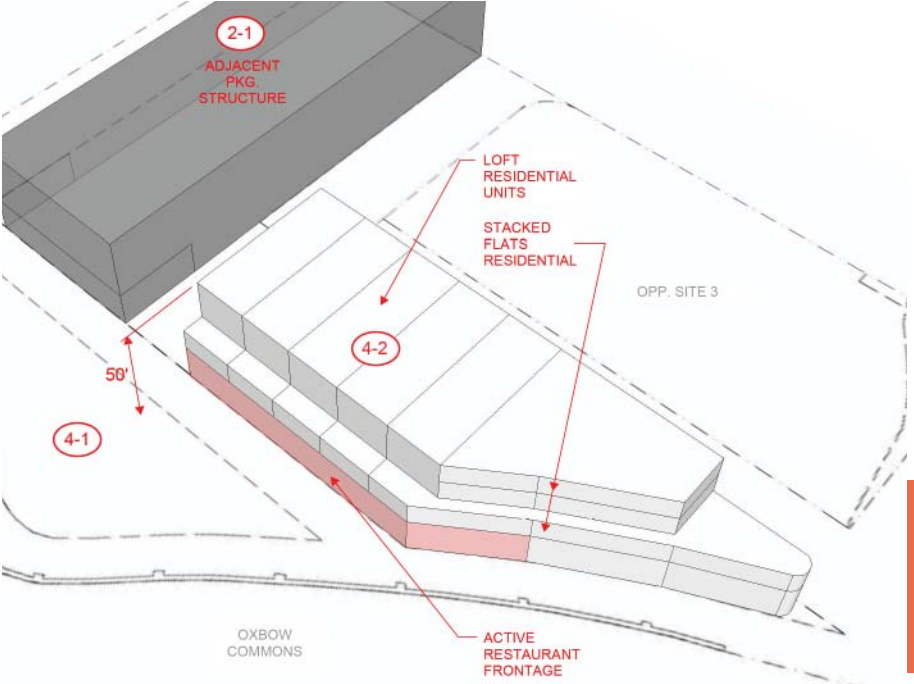 2-1
ADJACENT
PKG.
STRUCTURE
LOFT
RESIDENTIAL
UNITS
STACKED
FLATS
RESIDENTIAL
OPP. SITE 3
4-2
50'
4-1
OXBOW
COMMONS
ACTIVE
RESTAURANT
FRONTAGE